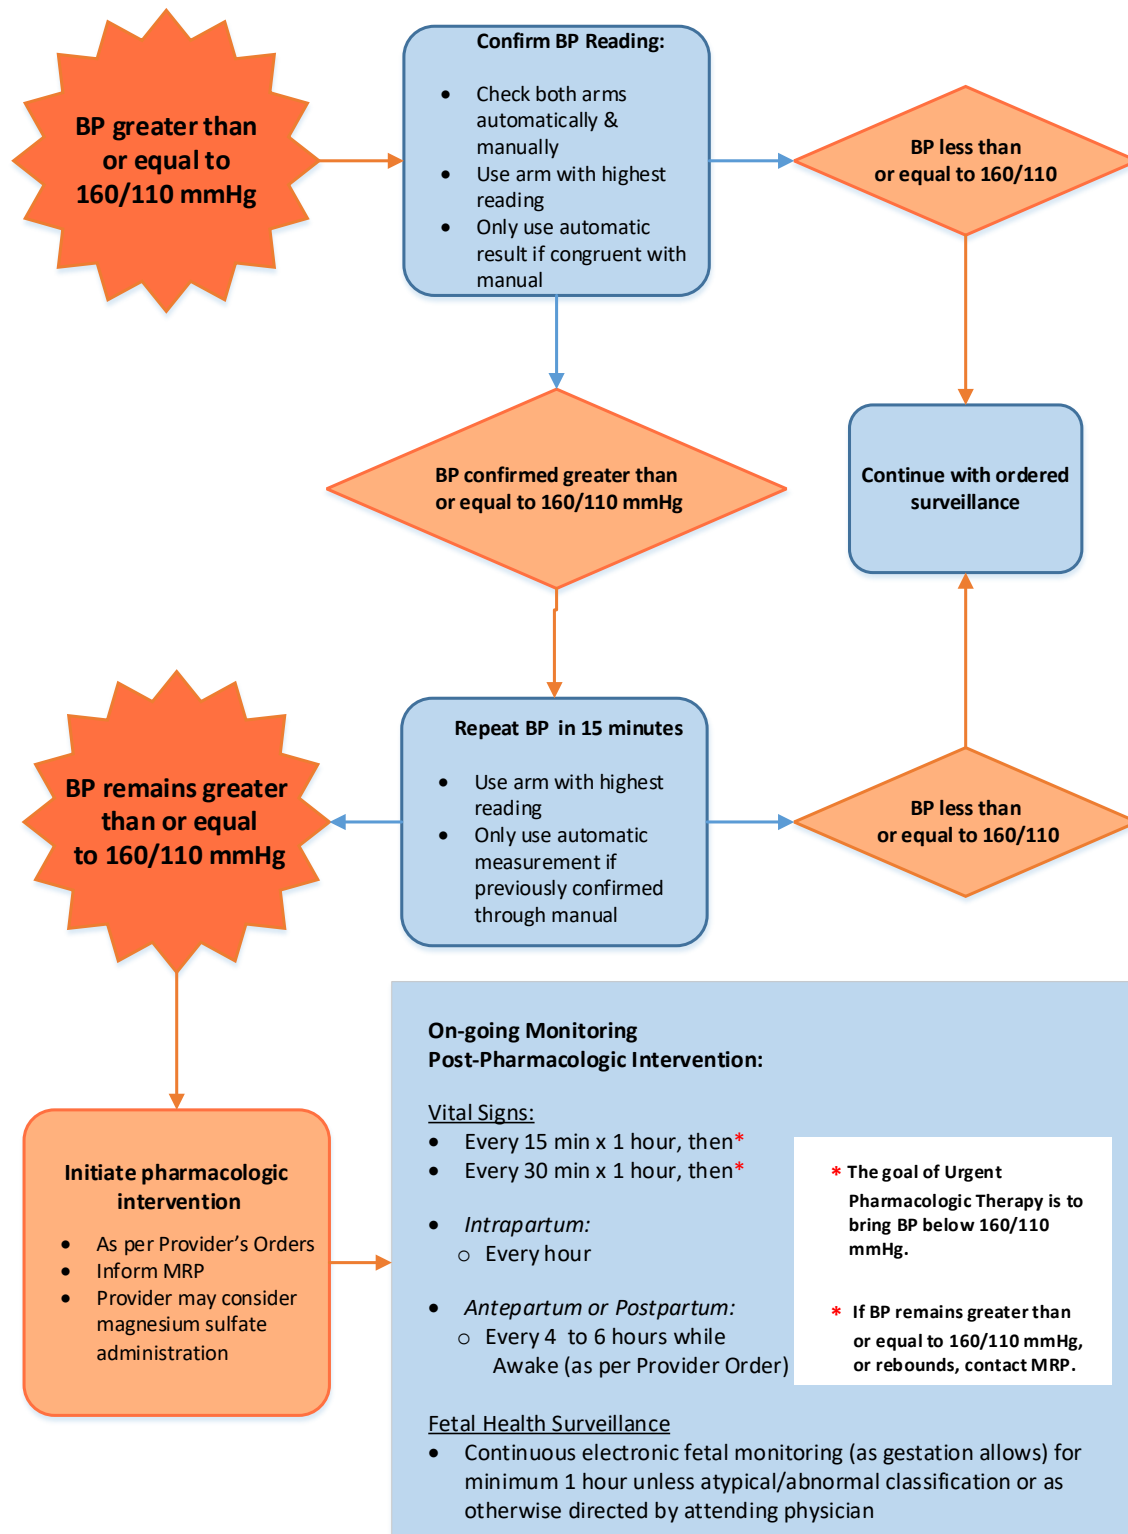 BP greater than
or equal to
160/110 mmHg
Confirm BP Reading:
• Check both arms
automatically &
manually
• Use arm with highest
reading
• Only use automatic
result if congruent with
manual
BP less than
or equal to 160/110
BP confirmed greater than
or equal to 160/110 mmHg
Continue with ordered
surveillance
Repeat BP in 15 minutes
• Use arm with highest
reading
• Only use automatic
measurement if
previously confirmed
through manual
BP remains greater
than or equal
to 160/110 mmHg
BP less than
or equal to 160/110
Initiate pharmacologic
intervention
• As per Provider's Orders
• Inform MRP
• Provider may consider
magnesium sulfate
administration
On-going Monitoring
Post-Pharmacologic Intervention:
Vital Signs:
• Every 15 min x 1 hour, then*
• Every 30 min x 1 hour, then*
• Intrapartum:
o Every hour
• Antepartum or Postpartum:
o Every 4 to 6 hours while
Awake (as per Provider Order)
* The goal of Urgent
Pharmacologic Therapy is to
bring BP below 160/110
mmHg.
* If BP remains greater than
or equal to 160/110 mmHg,
or rebounds, contact MRP.
Fetal Health Surveillance
• Continuous electronic fetal monitoring (as gestation allows) for
minimum 1 hour unless atypical/abnormal classification or as
otherwise directed by attending physician